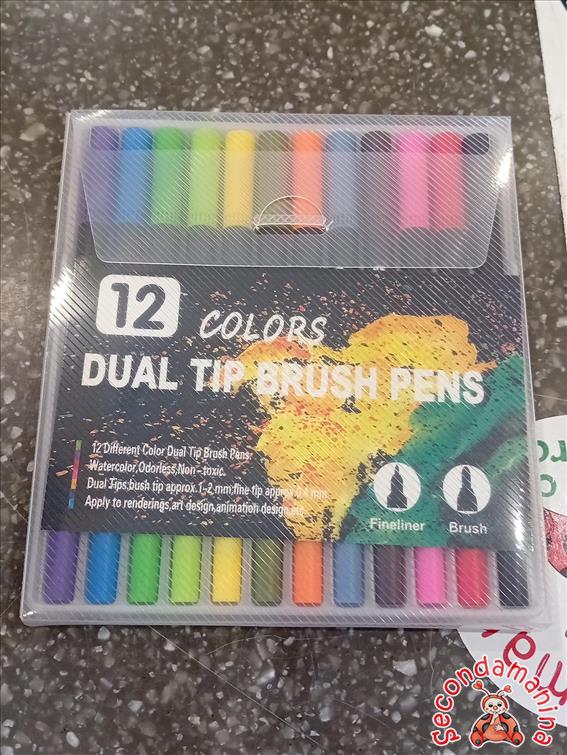 12
COLORS
DUAL TIP BRUSH PENS
12 Different Color Dual Tip Brush Pens.
Watercolor,Odorless,Non-toxic.
Dual Tips,bush tip approx.1-2 mm,fine tip approx 0.4 mm.
Apply to renderings,art design,animation design,etc
Fineliner
Brush
Secondamanina